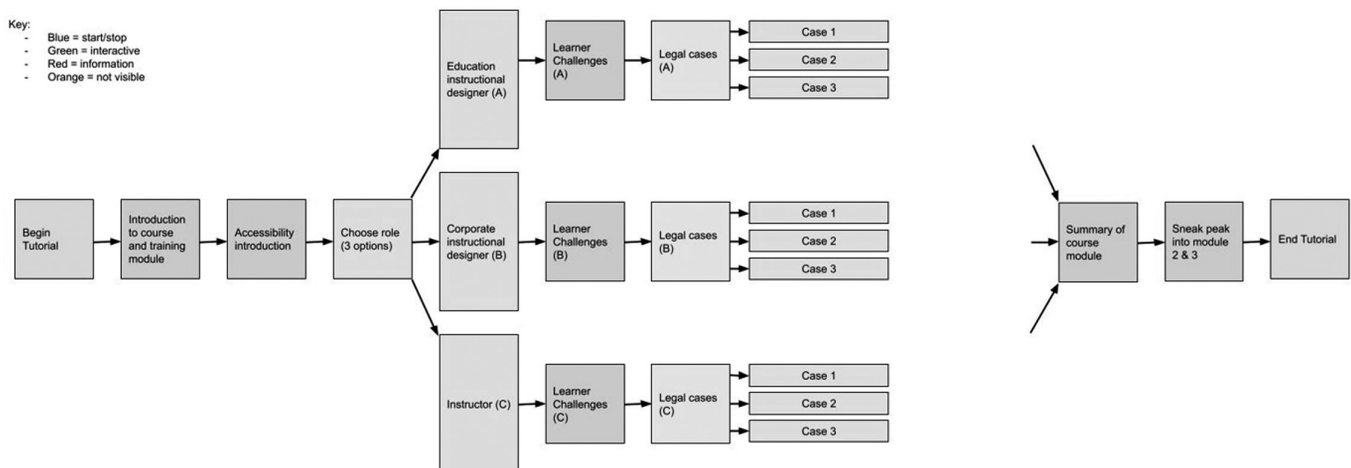 Key:
- Blue = start/stop
- Green = interactive
- Red = information
- Orange = not visible
Begin
Tutorial
Introduction
to course
and training
module
Accessibility
introduction
Choose role
(3 options)
Education
instructional
designer (A)
Learner
Challenges
(A)
Legal cases
(A)
Case 1
Case 2
Case 3
Corporate
instructional
designer (B)
Learner
Challenges
(B)
Legal cases
(B)
Case 1
Case 2
Case 3
Instructor (C)
Learner
Challenges
(C)
Legal cases
(C)
Case 1
Case 2
Case 3
Summary of
course
module
Sneak peak
into module
2 & 3
End Tutorial